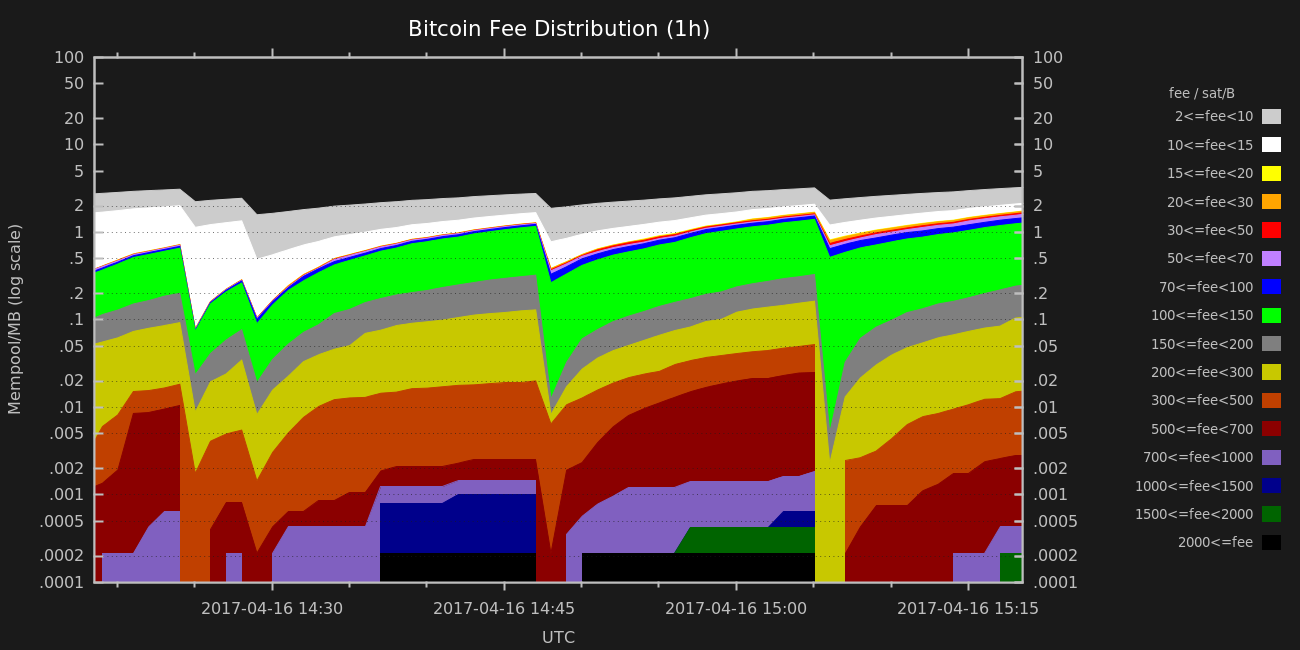 Bitcoin Fee Distribution (1h)
100
50
20
10
5
2
1
.5
.2
.1
.05
.02
.01
.005
.002
.001
.0005
.0002
.0001
Mempool/MB (log scale)
100
50
20
10
5
2
1
.5
.2
.1
.05
.02
.01
.005
.002
.001
.0005
.0002
.0001
2017-04-16 14:30
2017-04-16 14:45
2017-04-16 15:00
2017-04-16 15:15
UTC
fee / sat/B
2<=fee<10
10<=fee<15
15<=fee<20
20<=fee<30
30<=fee<50
50<=fee<70
70<=fee<100
100<=fee<150
150<=fee<200
200<=fee<300
300<=fee<500
500<=fee<700
700<=fee<1000
1000<=fee<1500
1500<=fee<2000
2000<=fee